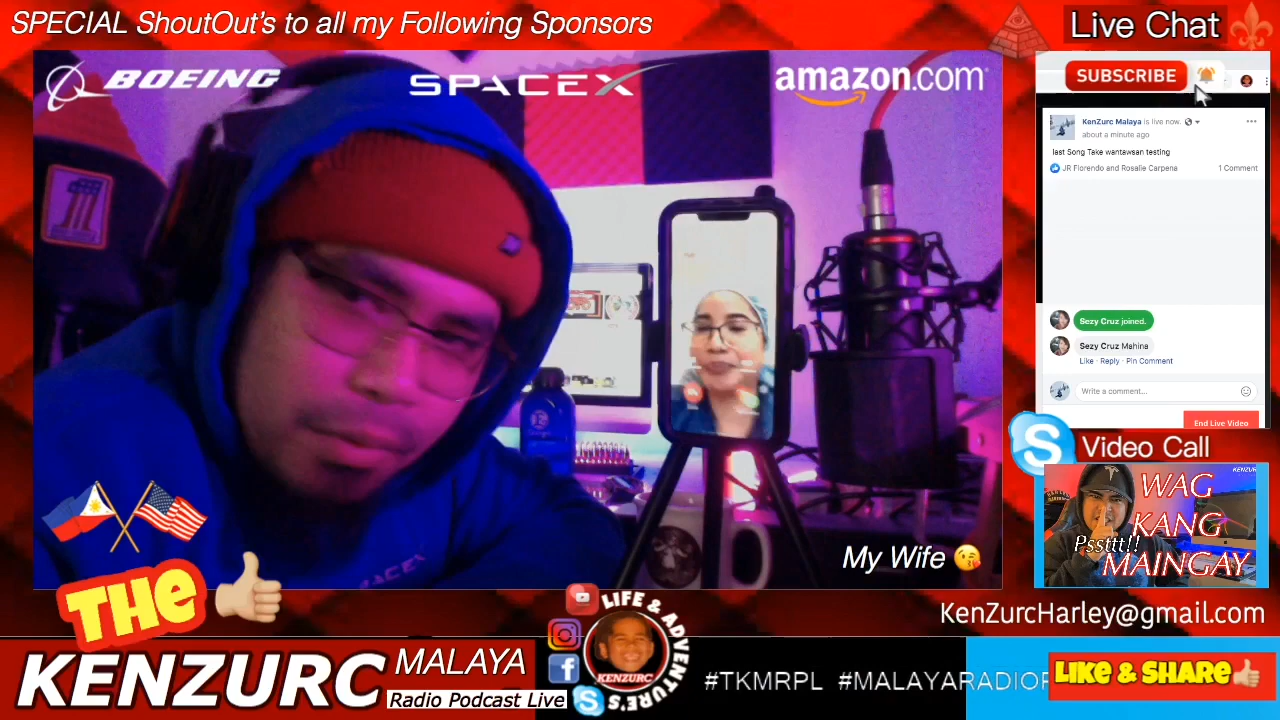 SPECIAL ShoutOut's to all my Following Sponsors
Live Chat
BOEING
SPACEX
amazon.com
SUBSCRIBE
KenZurc Malaya is live now.
about a minute ago
last Song Take wantawsan testing
JR Florendo and Rosalie Carpena
1 Comment
Sezy Cruz joined.
Sezy Cruz Mahina
Like · Reply · Pin Comment
Write a comment...
End Live Video
Video Call
WAG
KANG
MAINGAY
Pssttt!!
My Wife 😘
KenZurcHarley@gmail.com
THE
KENZURC
MALAYA
Radio Podcast Live
LIFE & ADVENTURE'S
KENZURC
#TKMRPL #MALAYARADIOP
LIKE & SHARE